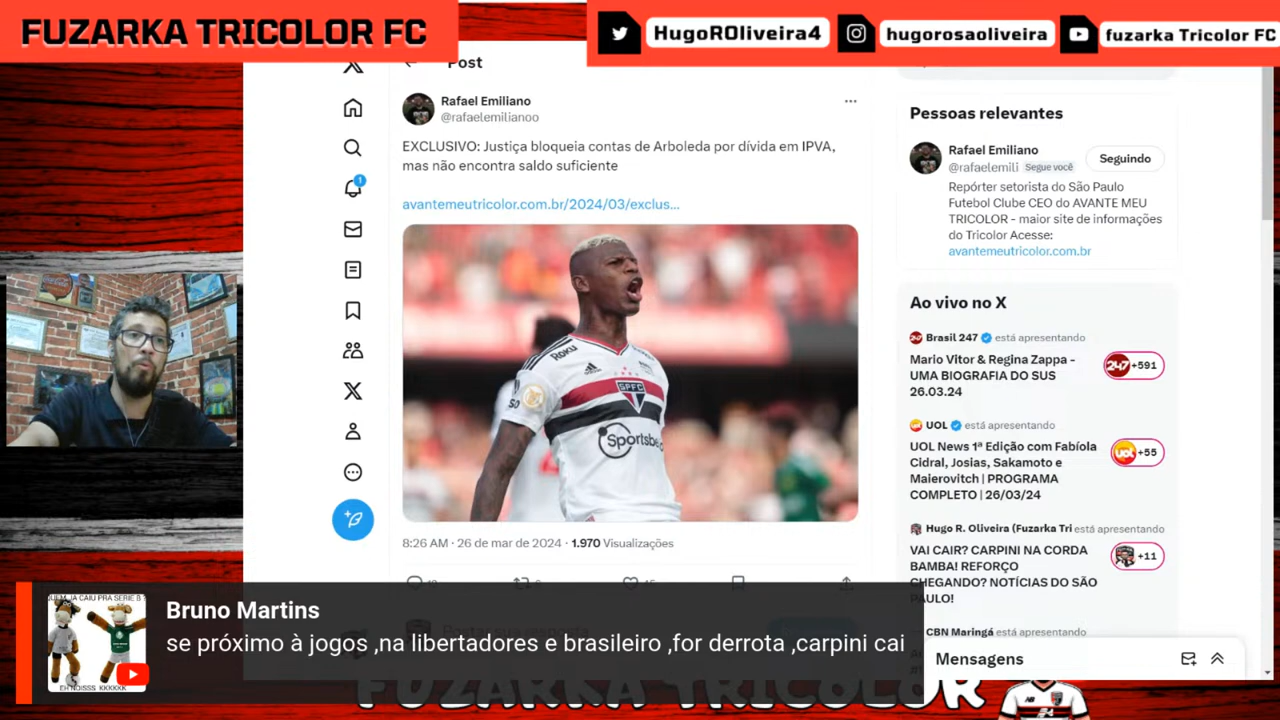 FUZARKA TRICOLOR FC
HugoROliveira4
hugorosaoliveira
fuzarka Tricolor FC
Post
Rafael Emiliano
@rafaelemilianoo
EXCLUSIVO: Justiça bloqueia contas de Arboleda por dívida em IPVA,
mas não encontra saldo suficiente
avantemeutricolor.com.br/2024/03/exclus...
ROKU
SPFC
Sportsbe
8:26 AM · 26 de mar de 2024 · 1.970 Visualizações
Pessoas relevantes
Rafael Emiliano
@rafaelemili Segue você
Seguindo
Repórter setorista do São Paulo
Futebol Clube CEO do AVANTE MEU
TRICOLOR - maior site de informações
do Tricolor Acesse:
avantemeutricolor.com.br
Ao vivo no X
Brasil 247 está apresentando
Mario Vitor & Regina Zappa -
UMA BIOGRAFIA DO SUS
26.03.24
247 +591
UOL está apresentando
UOL News 1ª Edição com Fabíola
Cidral, Josias, Sakamoto e
Maierovitch | PROGRAMA
COMPLETO | 26/03/24
uol +55
Hugo R. Oliveira (Fuzarka Tri está apresentando
VAI CAIR? CARPINI NA CORDA
BAMBA! REFORÇO
CHEGANDO? NOTÍCIAS DO SÃO
PAULO!
+11
CBN Maringá está apresentando
Mensagens
Bruno Martins
se próximo à jogos ,na libertadores e brasileiro ,for derrota ,carpini cai
FUZARKA TRICOLOR